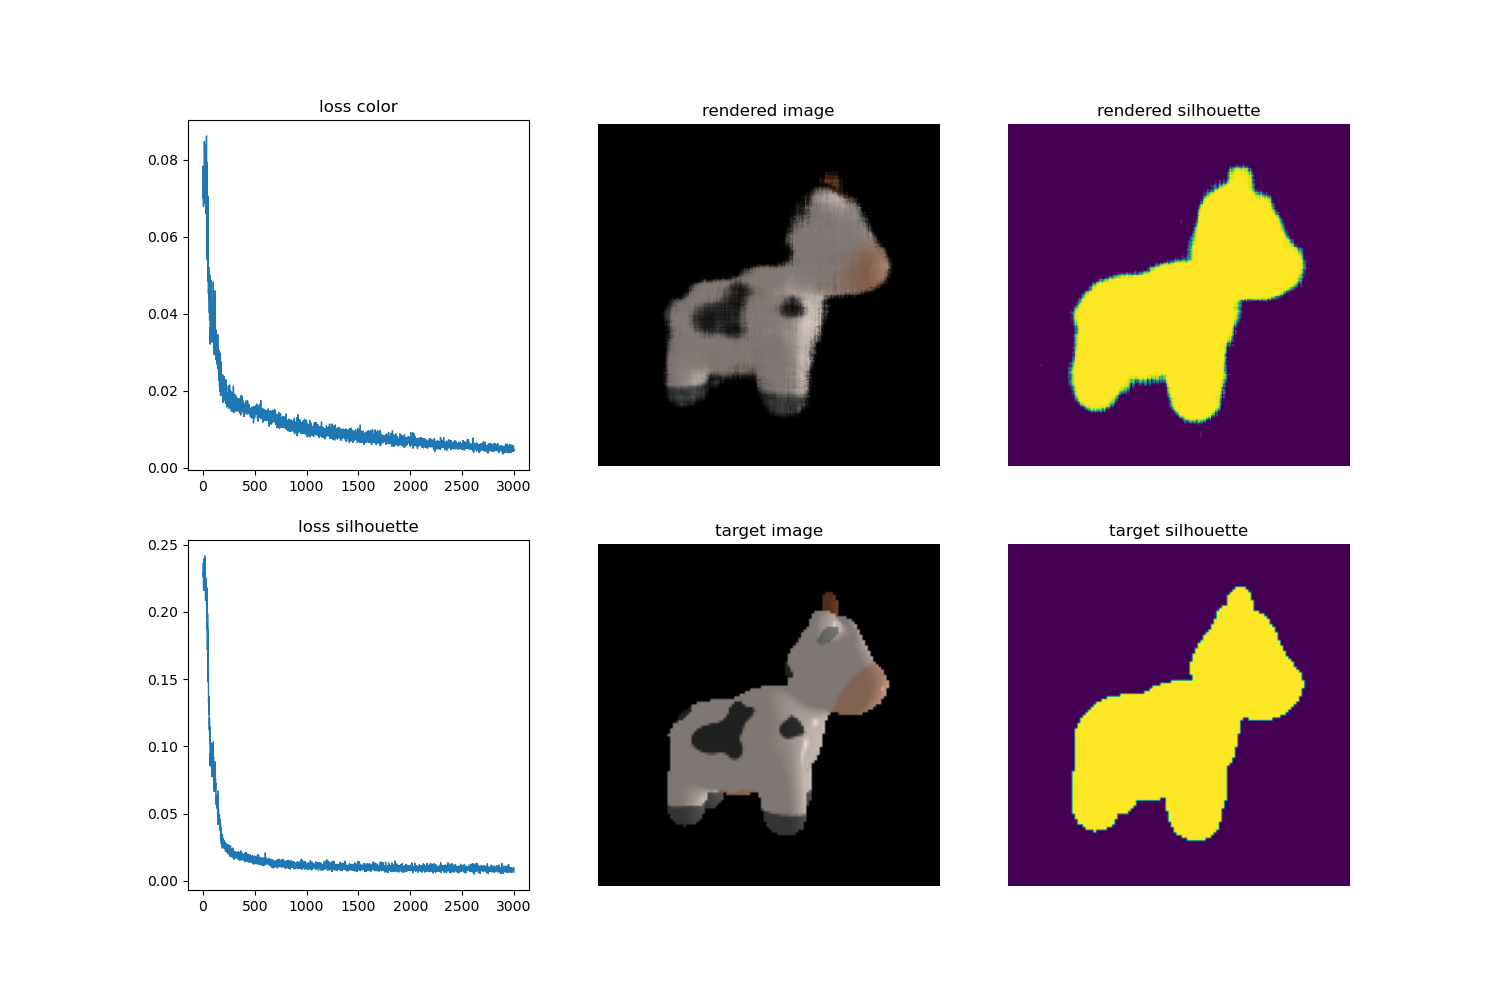 loss color
0.08
0.06
0.04
0.02
0.00
0 500 1000 1500 2000 2500 3000
rendered image
rendered silhouette
loss silhouette
0.25
0.20
0.15
0.10
0.05
0.00
0 500 1000 1500 2000 2500 3000
target image
target silhouette